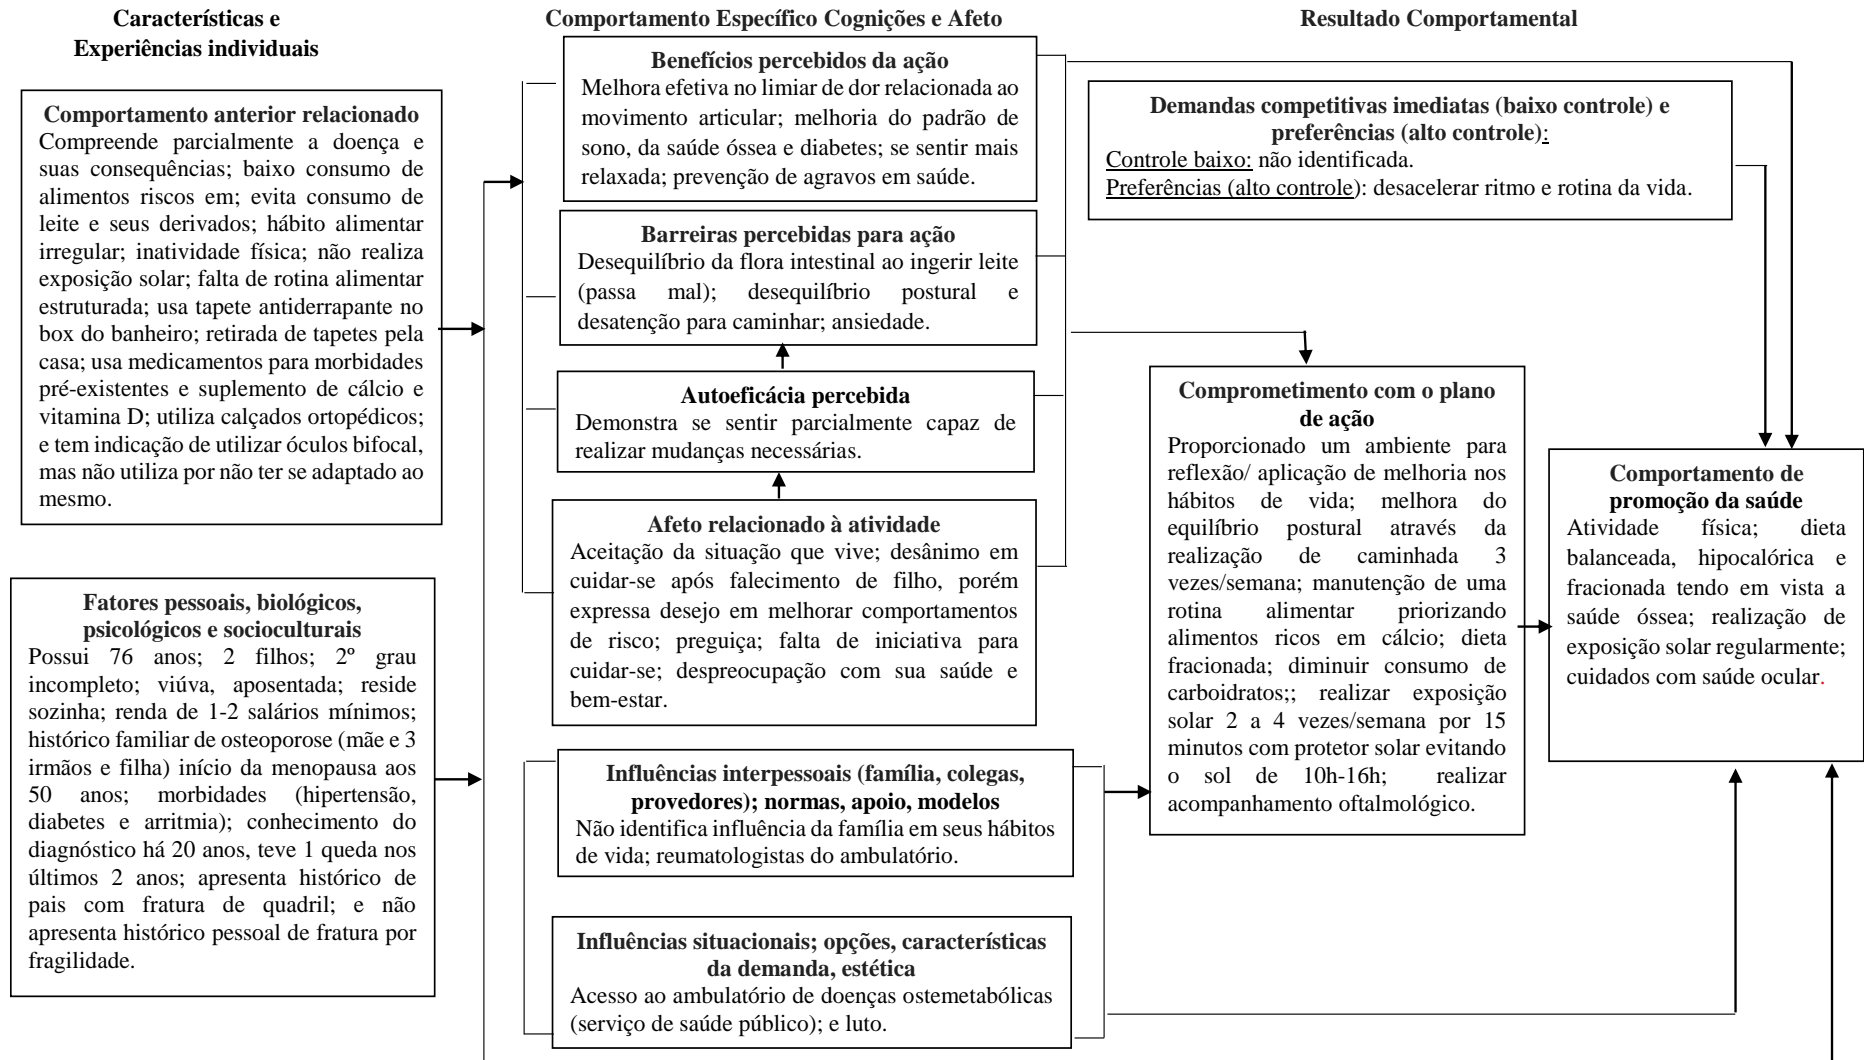 Características e
Experiências individuais
Comportamento Específico Cognições e Afeto
Resultado Comportamental
Comportamento anterior relacionado
Compreende parcialmente a doença e
suas consequências; baixo consumo de
alimentos riscos em; evita consumo de
leite e seus derivados; hábito alimentar
irregular; inatividade física; não realiza
exposição solar; falta de rotina alimentar
estruturada; usa tapete antiderrapante no
box do banheiro; retirada de tapetes pela
casa; usa medicamentos para morbidades
pré-existentes e suplemento de cálcio e
vitamina D; utiliza calçados ortopédicos;
e tem indicação de utilizar óculos bifocal,
mas não utiliza por não ter se adaptado ao
mesmo.
Fatores pessoais, biológicos,
psicológicos e socioculturais
Possui 76 anos; 2 filhos; 2º grau
incompleto; viúva, aposentada; reside
sozinha; renda de 1-2 salários mínimos;
histórico familiar de osteoporose (mãe e 3
irmãos e filha) início da menopausa aos
50 anos; morbidades (hipertensão,
diabetes e arritmia); conhecimento do
diagnóstico há 20 anos, teve 1 queda nos
últimos 2 anos; apresenta histórico de
pais com fratura de quadril; e não
apresenta histórico pessoal de fratura por
fragilidade.
Benefícios percebidos da ação
Melhora efetiva no limiar de dor relacionada ao
movimento articular; melhoria do padrão de
sono, da saúde óssea e diabetes; se sentir mais
relaxada; prevenção de agravos em saúde.
Barreiras percebidas para ação
Desequilíbrio da flora intestinal ao ingerir leite
(passa mal); desequilíbrio postural e
desatenção para caminhar; ansiedade.
Autoeficácia percebida
Demonstra se sentir parcialmente capaz de
realizar mudanças necessárias.
Afeto relacionado à atividade
Aceitação da situação que vive; desânimo em
cuidar-se após falecimento de filho, porém
expressa desejo em melhorar comportamentos
de risco; preguiça; falta de iniciativa para
cuidar-se; despreocupação com sua saúde e
bem-estar.
Influências interpessoais (família, colegas,
provedores); normas, apoio, modelos
Não identifica influência da família em seus hábitos
de vida; reumatologistas do ambulatório.
Influências situacionais; opções, características
da demanda, estética
Acesso ao ambulatório de doenças ostemetabólicas
(serviço de saúde público); e luto.
Demandas competitivas imediatas (baixo controle) e
preferências (alto controle):
Controle baixo: não identificada.
Preferências (alto controle): desacelerar ritmo e rotina da vida.
Comprometimento com o plano
de ação
Proporcionado um ambiente para
reflexão/ aplicação de melhoria nos
hábitos de vida; melhora do
equilíbrio postural através da
realização de caminhada 3
vezes/semana; manutenção de uma
rotina alimentar priorizando
alimentos ricos em cálcio; dieta
fracionada; diminuir consumo de
carboidratos;; realizar exposição
solar 2 a 4 vezes/semana por 15
minutos com protetor solar evitando
o sol de 10h-16h; realizar
acompanhamento oftalmológico.
Comportamento de
promoção da saúde
Atividade física; dieta
balanceada, hipocalórica e
fracionada tendo em vista a
saúde óssea; realização de
exposição solar regularmente;
cuidados com saúde ocular.